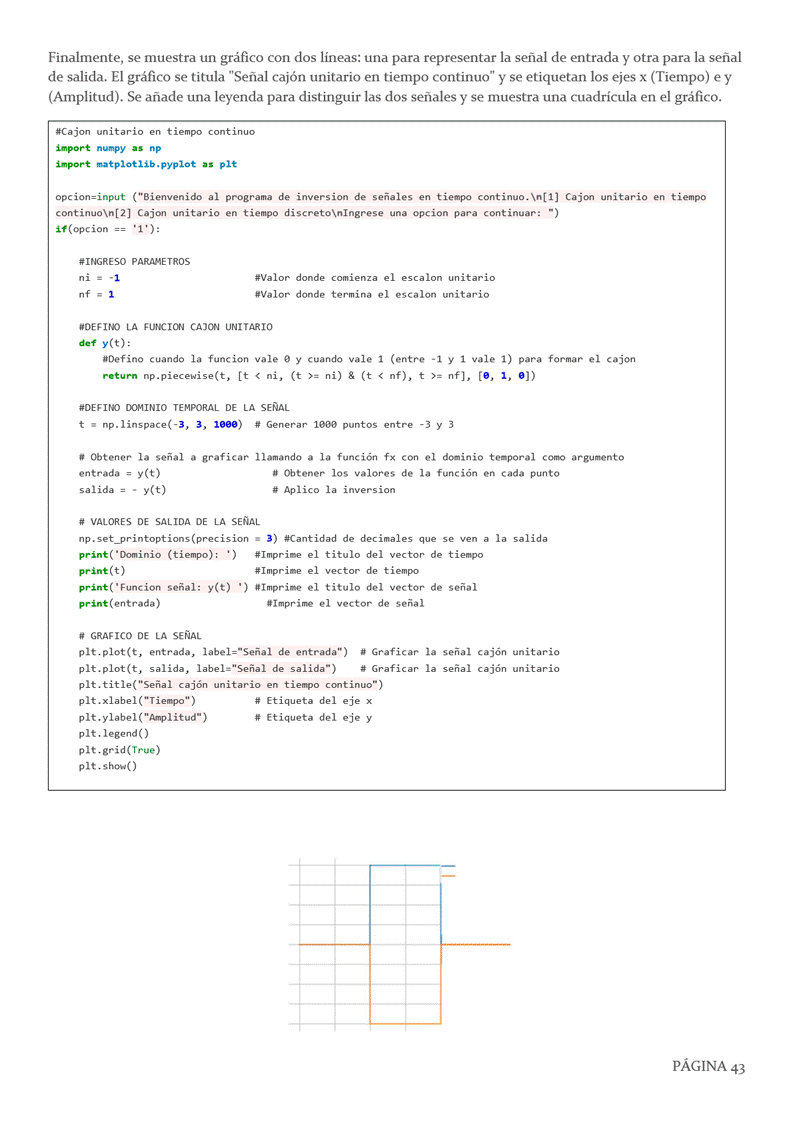 Finalmente, se muestra un gráfico con dos líneas: una para representar la señal de entrada y otra para la señal
de salida. El gráfico se titula "Señal cajón unitario en tiempo continuo" y se etiquetan los ejes x (Tiempo) e y
(Amplitud). Se añade una leyenda para distinguir las dos señales y se muestra una cuadrícula en el gráfico.
#Cajon unitario en tiempo continuo
import numpy as np
import matplotlib.pyplot as plt
opcion=input ("Bienvenido al programa de inversion de señales en tiempo continuo.\n[1] Cajon unitario en tiempo
continuo\n[2] Cajon unitario en tiempo discreto\nIngrese una opcion para continuar: ")
if(opcion == '1'):
#INGRESO PARAMETROS
ni = -1 #Valor donde comienza el escalon unitario
nf = 1 #Valor donde termina el escalon unitario
#DEFINO LA FUNCION CAJON UNITARIO
def y(t):
#Defino cuando la funcion vale 0 y cuando vale 1 (entre -1 y 1 vale 1) para formar el cajon
return np.piecewise(t, [t < ni, (t >= ni) & (t < nf), t >= nf], [0, 1, 0])
#DEFINO DOMINIO TEMPORAL DE LA SEÑAL
t = np.linspace(-3, 3, 1000) # Generar 1000 puntos entre -3 y 3
# Obtener la señal a graficar llamando a la función fx con el dominio temporal como argumento
entrada = y(t) # Obtener los valores de la función en cada punto
salida = - y(t) # Aplico la inversion
# VALORES DE SALIDA DE LA SEÑAL
np.set_printoptions(precision = 3) #Cantidad de decimales que se ven a la salida
print('Dominio (tiempo): ') #Imprime el titulo del vector de tiempo
print(t) #Imprime el vector de tiempo
print('Funcion señal: y(t) ') #Imprime el titulo del vector de señal
print(entrada) #Imprime el vector de señal
# GRAFICO DE LA SEÑAL
plt.plot(t, entrada, label="Señal de entrada") # Graficar la señal cajón unitario
plt.plot(t, salida, label="Señal de salida") # Graficar la señal cajón unitario
plt.title("Señal cajón unitario en tiempo continuo")
plt.xlabel("Tiempo") # Etiqueta del eje x
plt.ylabel("Amplitud") # Etiqueta del eje y
plt.legend()
plt.grid(True)
plt.show()
PÁGINA 43